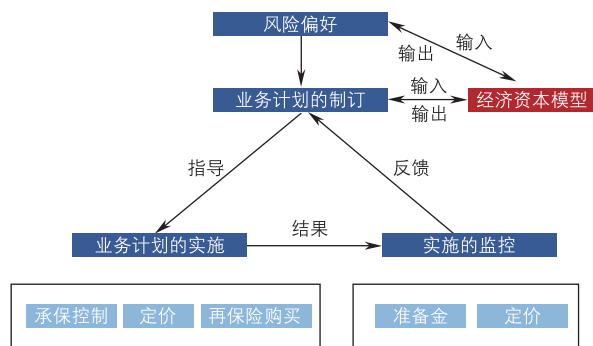 风险偏好
输入
输出
业务计划的制订
输入
输出
经济资本模型
指导
反馈
业务计划的实施
结果
实施的监控
承保控制
定价
再保险购买
准备金
定价